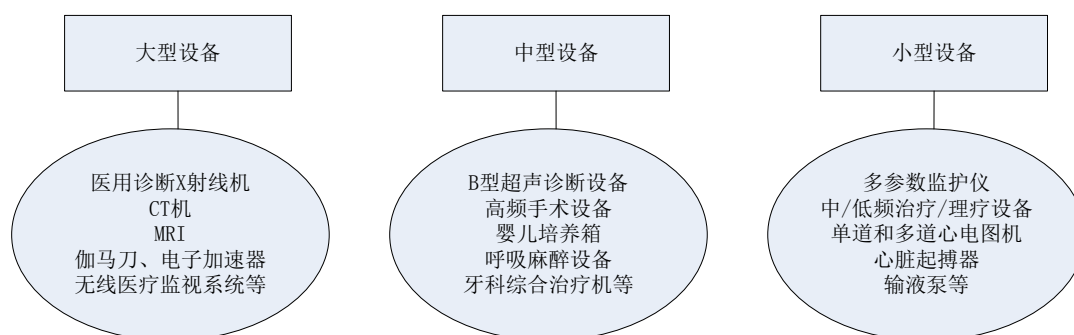 大型设备
医用诊断X射线机
CT机
MRI
伽马刀、电子加速器
无线医疗监视系统等
中型设备
B型超声诊断设备
高频手术设备
婴儿培养箱
呼吸麻醉设备
牙科综合治疗机等
小型设备
多参数监护仪
中/低频治疗/理疗设备
单道和多道心电图机
心脏起搏器
输液泵等